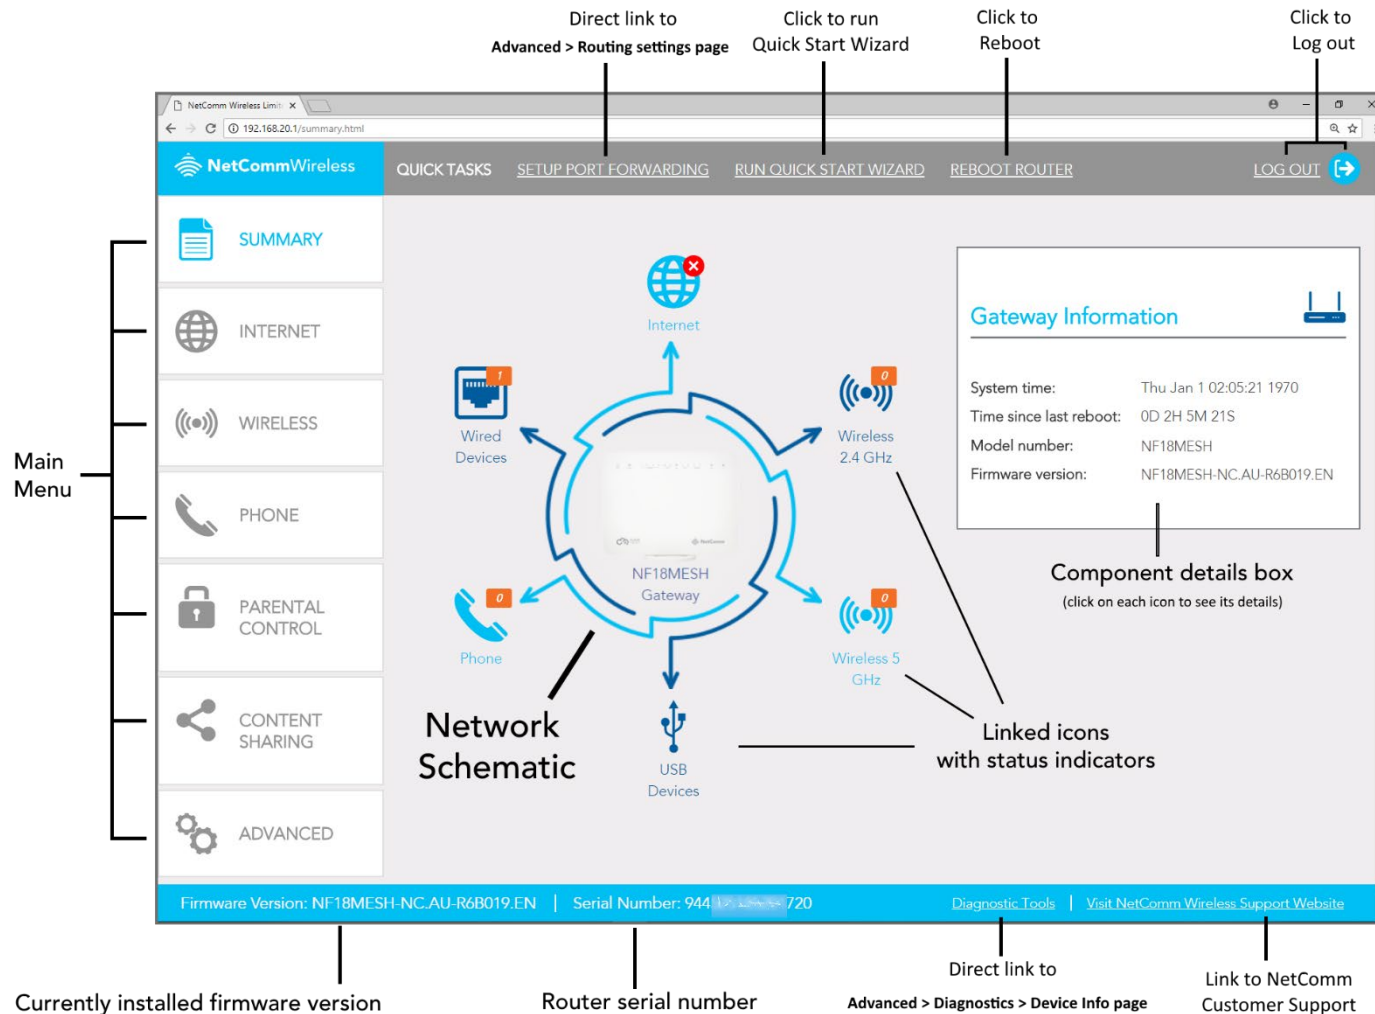 Direct link to
Advanced > Routing settings page
Click to run
Quick Start Wizard
Click to
Reboot
Click to
Log out
NetComm Wireless Limit
192.168.20.1/summary.html
NetCommWireless
QUICK TASKS
SETUP PORT FORWARDING
RUN QUICK START WIZARD
REBOOT ROUTER
LOG OUT
Main
Menu
SUMMARY
INTERNET
WIRELESS
PHONE
PARENTAL
CONTROL
CONTENT
SHARING
ADVANCED
Internet
1
Wired
Devices
0
Wireless
2.4 GHz
NetComm
NF18MESH
Gateway
0
Phone
0
Wireless 5
GHz
USB
Devices
Network
Schematic
Gateway Information
System time: Thu Jan 1 02:05:21 1970
Time since last reboot: 0D 2H 5M 21S
Model number: NF18MESH
Firmware version: NF18MESH-NC.AU-R6B019.EN
Component details box
(click on each icon to see its details)
Linked icons
with status indicators
Firmware Version: NF18MESH-NC.AU-R6B019.EN | Serial Number: 944 720
Diagnostic Tools | Visit NetComm Wireless Support Website
Currently installed firmware version
Router serial number
Direct link to
Advanced > Diagnostics > Device Info page
Link to NetComm
Customer Support